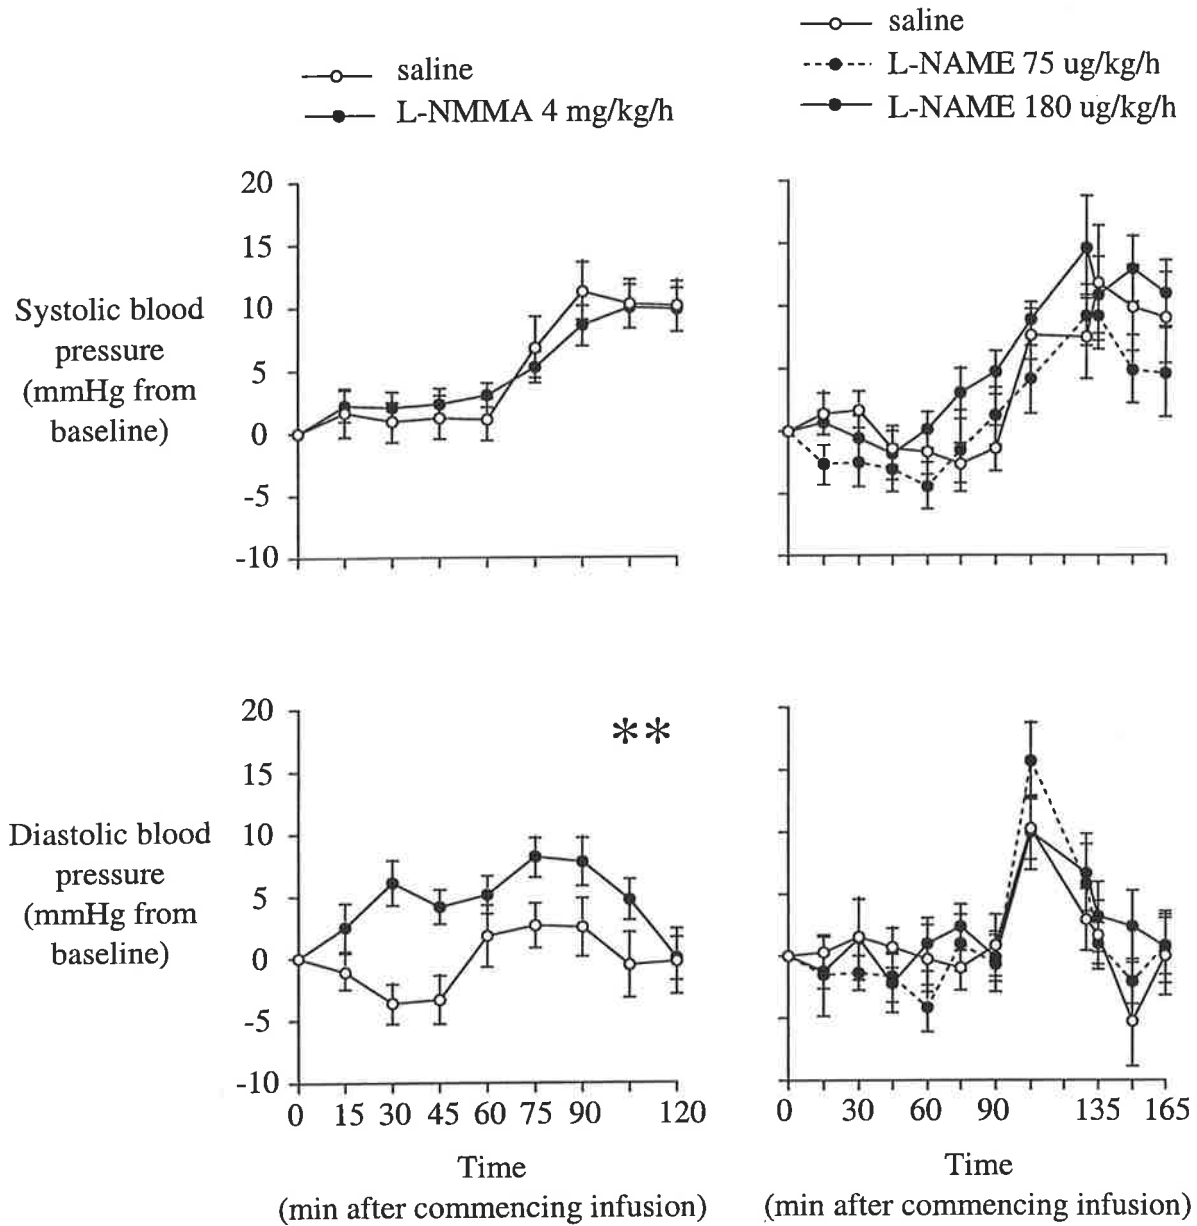 saline
L-NMMA 4 mg/kg/h
saline
L-NAME 75 ug/kg/h
L-NAME 180 ug/kg/h
Systolic blood
pressure
(mmHg from
baseline)
20
15
10
5
0
-5
-10
Diastolic blood
pressure
(mmHg from
baseline)
20
15
10
5
0
-5
-10
**
0 15 30 45 60 75 90 120
Time
(min after commencing infusion)
0 30 60 90 135 165
Time
(min after commencing infusion)